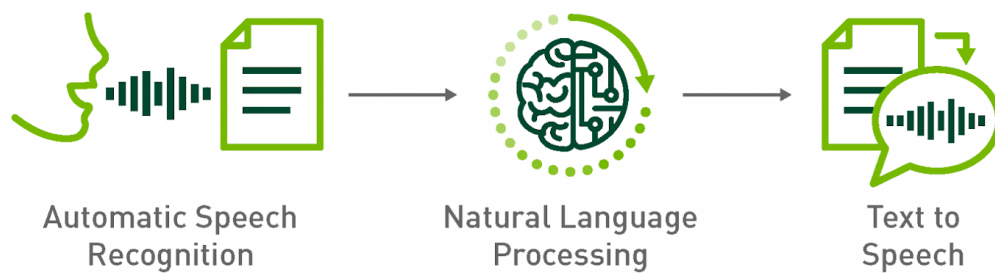 Automatic Speech
Recognition
Natural Language
Processing
Text to
Speech